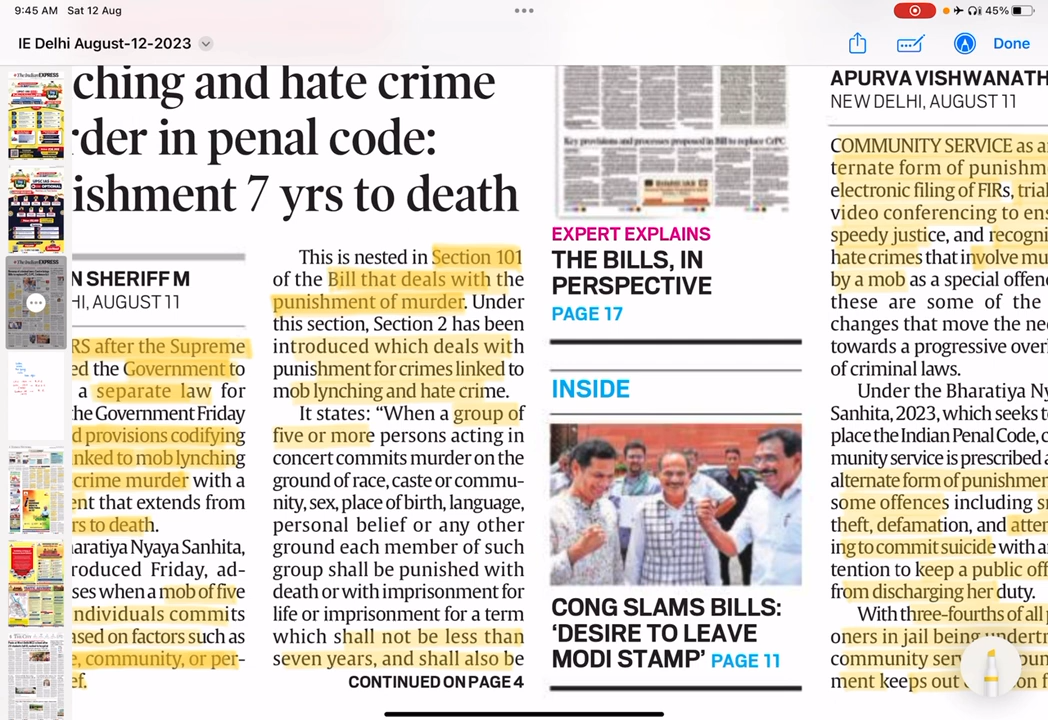 9:45 AM Sat 12 Aug
45%
IE Delhi August-12-2023
Done
ching and hate crime
rder in penal code:
ishment 7 yrs to death
N SHERIFF M
HI, AUGUST 11
RS after the Supreme
ed the Government to
a separate law for
the Government Friday
d provisions codifying
nked to mob lynching
crime murder with a
ent that extends from
rs to death.
haratiya Nyaya Sanhita,
roduced Friday, ad-
ses when a mob of five
ndividuals commits
ased on factors such as
e, community, or per-
ef.
This is nested in Section 101
of the Bill that deals with the
punishment of murder. Under
this section, Section 2 has been
introduced which deals with
punishment for crimes linked to
mob lynching and hate crime.
It states: “When a group of
five or more persons acting in
concert commits murder on the
ground of race, caste or commu-
nity, sex, place of birth, language,
personal belief or any other
ground each member of such
group shall be punished with
death or with imprisonment for
life or imprisonment for a term
which shall not be less than
seven years, and shall also be
CONTINUED ON PAGE 4
Key provisions and processes proposed in Bill to replace CrPC
EXPERT EXPLAINS
THE BILLS, IN
PERSPECTIVE
PAGE 17
INSIDE
CONG SLAMS BILLS:
‘DESIRE TO LEAVE
MODI STAMP’ PAGE 11
APURVA VISHWANATH
NEW DELHI, AUGUST 11
COMMUNITY SERVICE as a
ternate form of punishm
electronic filing of FIRs, trial
video conferencing to ens
speedy justice, and recogni
hate crimes that involve mu
by a mob as a special offen
these are some of the
changes that move the nee
towards a progressive over
of criminal laws.
Under the Bharatiya Ny
Sanhita, 2023, which seeks t
place the Indian Penal Code, c
munity service is prescribed a
alternate form of punishmen
some offences including s
theft, defamation, and atten
ing to commit suicide with a
tention to keep a public off
from discharging her duty.
With three-fourths of all p
oners in jail being undertr
community ser
ment keeps out